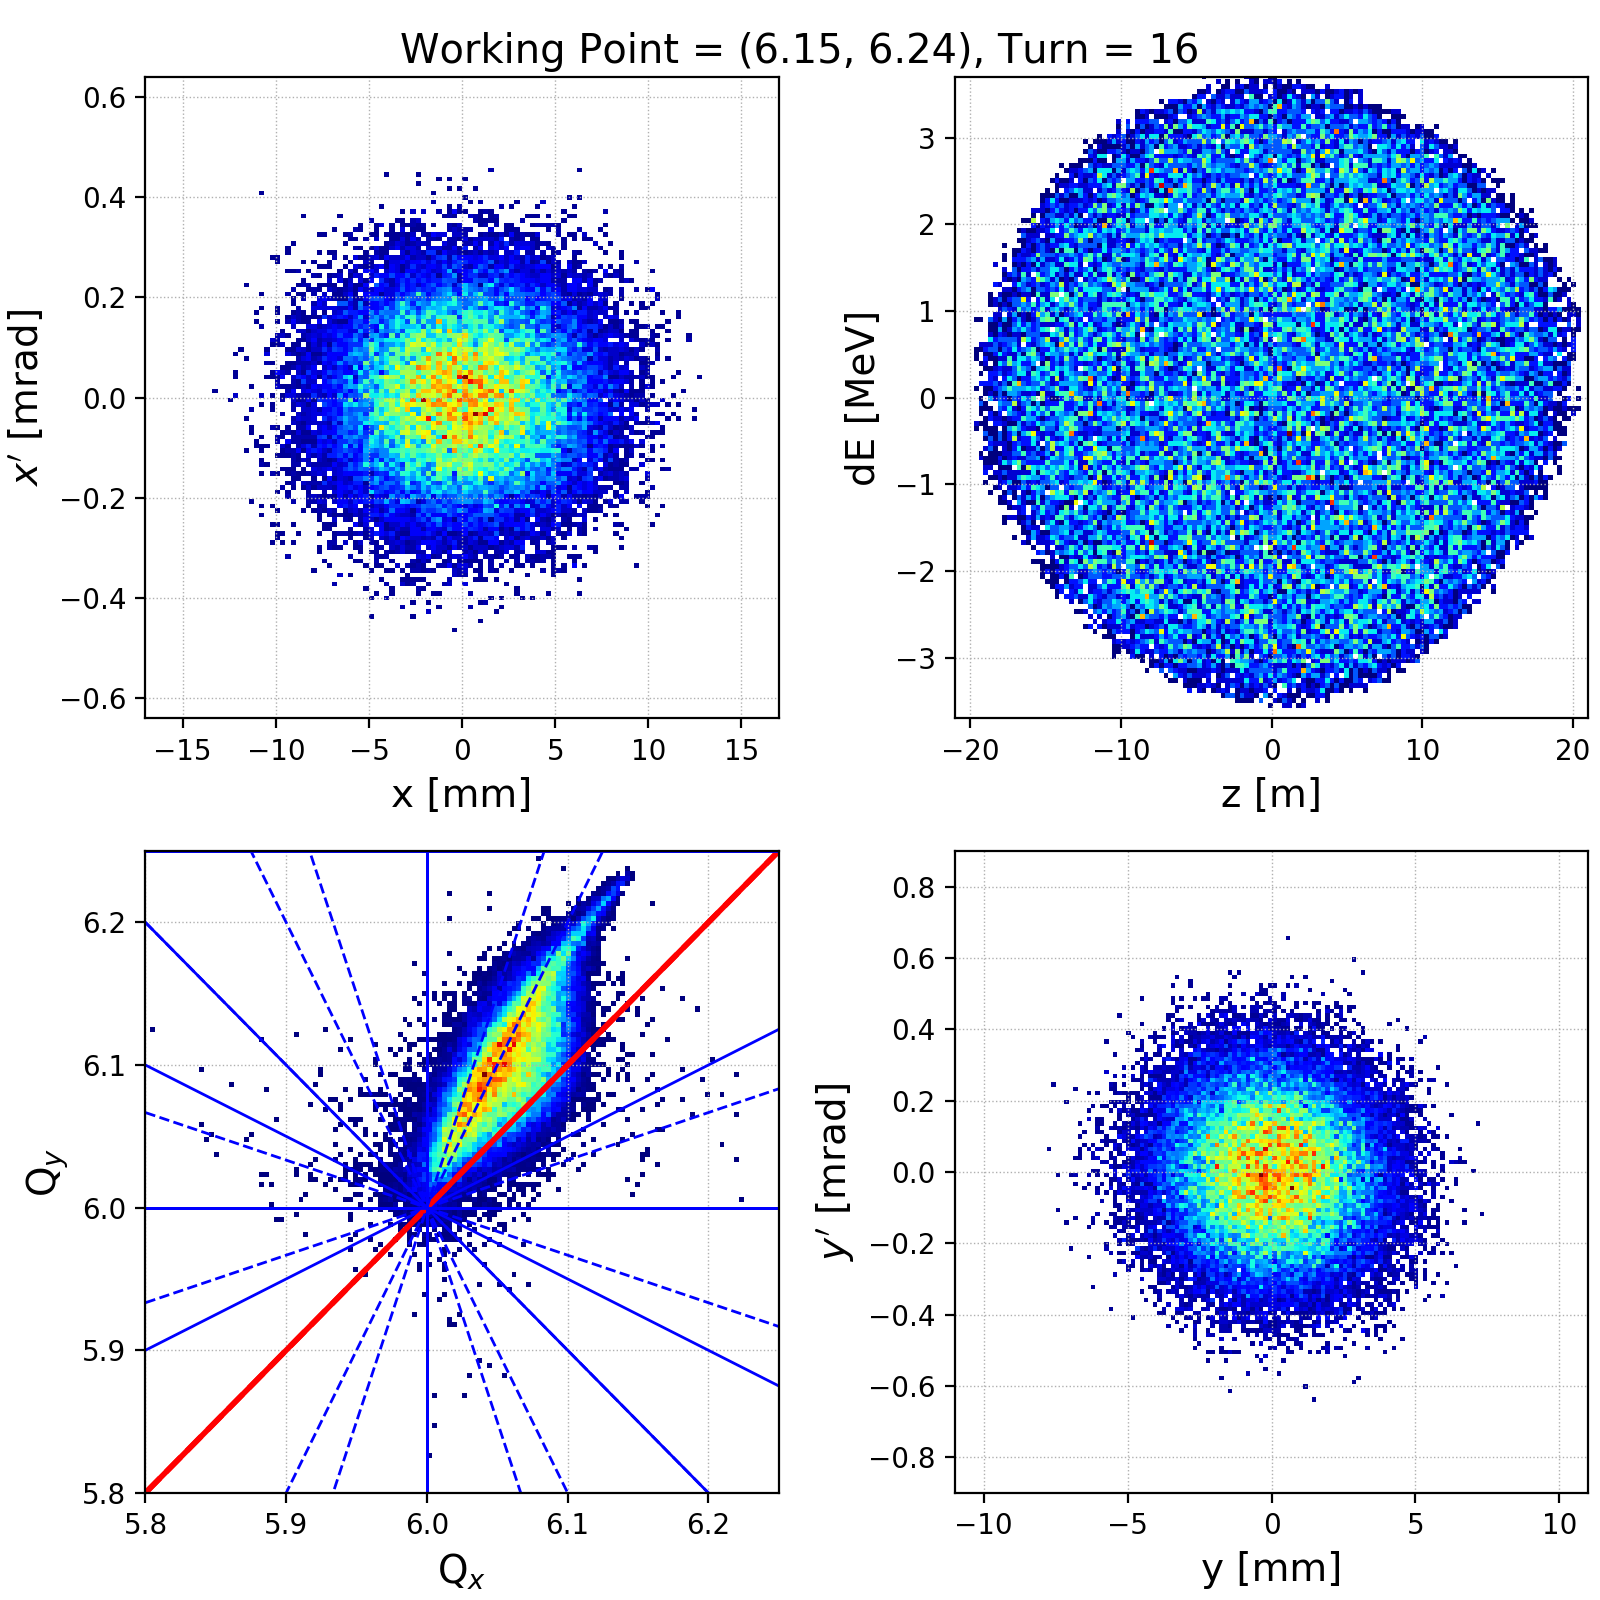 Working Point = (6.15, 6.24), Turn = 16
0.6
0.4
0.2
0.0
−0.2
−0.4
−0.6
x′ [mrad]
−15 −10 −5 0 5 10 15
x [mm]
3
2
1
0
−1
−2
−3
dE [MeV]
−20 −10 0 10 20
z [m]
6.2
6.1
6.0
5.9
5.8
Qy
5.8 5.9 6.0 6.1 6.2
Qx
0.8
0.6
0.4
0.2
0.0
−0.2
−0.4
−0.6
−0.8
y′ [mrad]
−10 −5 0 5 10
y [mm]